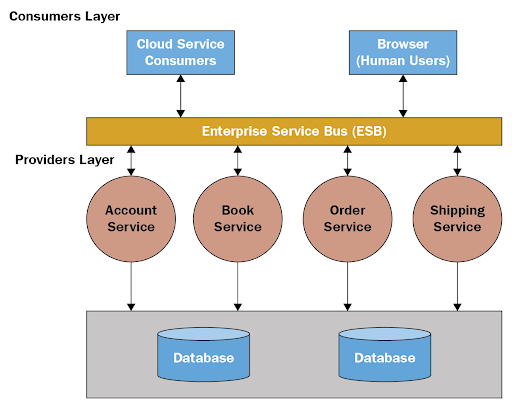 Consumers Layer
Cloud Service
Consumers
Browser
(Human Users)
Enterprise Service Bus (ESB)
Providers Layer
Account
Service
Book
Service
Order
Service
Shipping
Service
Database
Database